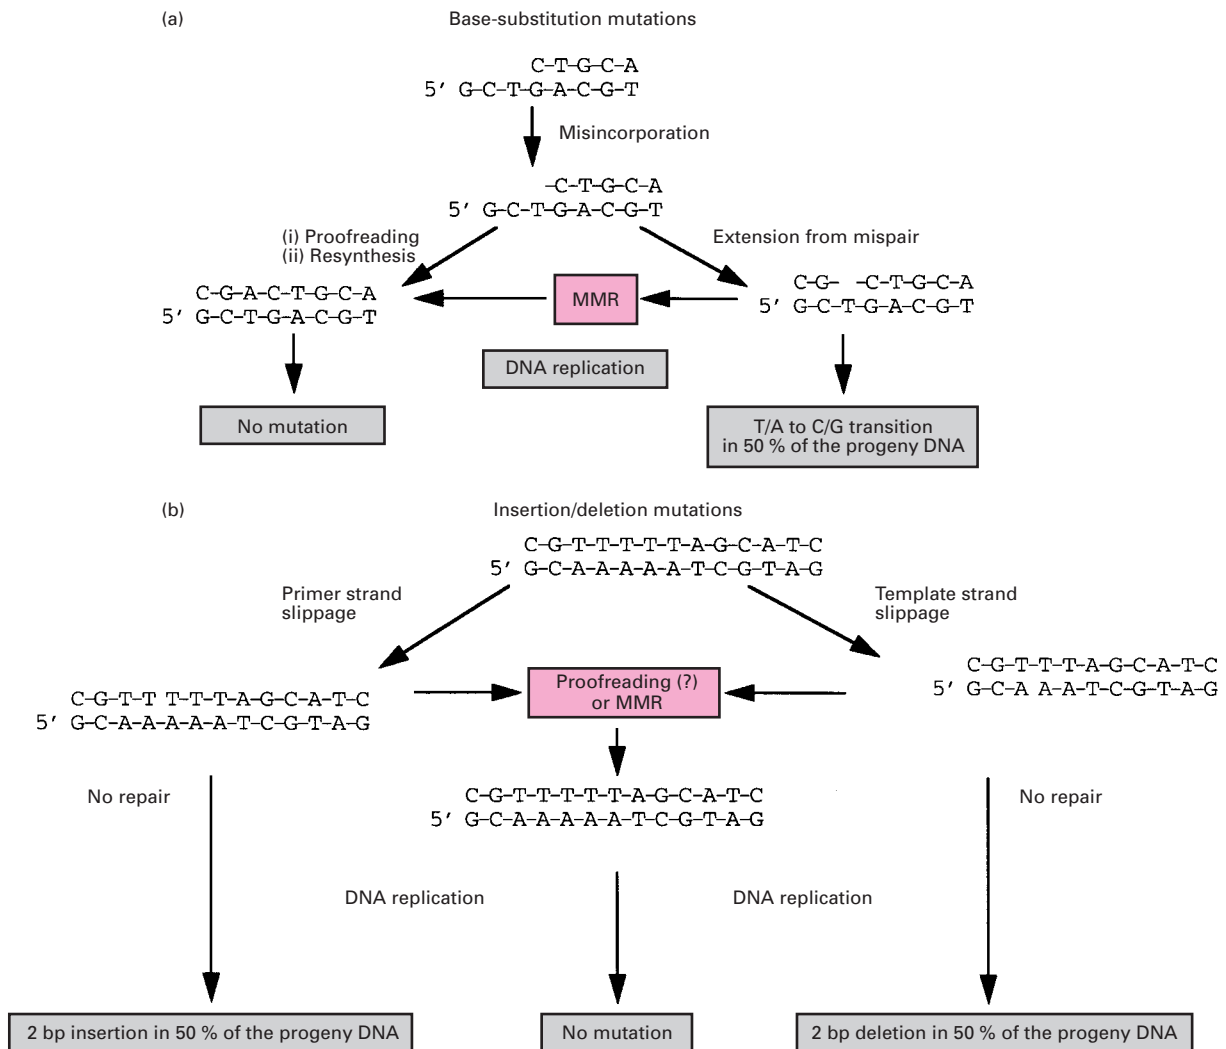 (a)
Base-substitution mutations
C-T-G-C-A
5′ G-C-T-G-A-C-G-T
Misincorporation
-C-T-G-C-A
5′ G-C-T-G-A-C-G-T
(i) Proofreading
(ii) Resynthesis
Extension from mispair
C-G-A-C-T-G-C-A
5′ G-C-T-G-A-C-G-T
MMR
C-G- -C-T-G-C-A
5′ G-C-T-G-A-C-G-T
DNA replication
No mutation
T/A to C/G transition
in 50 % of the progeny DNA
(b)
Insertion/deletion mutations
C-G-T-T-T-T-T-A-G-C-A-T-C
5′ G-C-A-A-A-A-A-T-C-G-T-A-G
Primer strand
slippage
Template strand
slippage
C-G-T-T T-T-T-A-G-C-A-T-C
5′ G-C-A-A-A-A-A-T-C-G-T-A-G
Proofreading (?)
or MMR
C-G-T-T-T-A-G-C-A-T-C
5′ G-C-A A-A-T-C-G-T-A-G
No repair
C-G-T-T-T-T-T-A-G-C-A-T-C
5′ G-C-A-A-A-A-A-T-C-G-T-A-G
No repair
DNA replication
DNA replication
2 bp insertion in 50 % of the progeny DNA
No mutation
2 bp deletion in 50 % of the progeny DNA